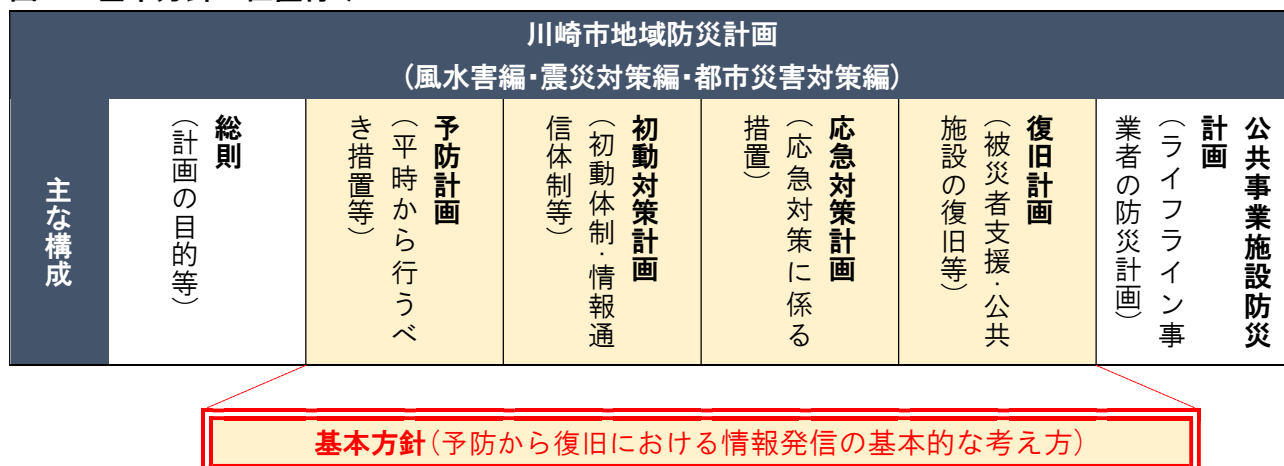 川崎市地域防災計画
（風水害編・震災対策編・都市災害対策編）
主な構成
総則
（計画の目的等）
予防計画
（平時から行うべ
き措置等）
初動対策計画
（初動体制・情報通
信体制等）
応急対策計画
（応急対策に係る
措置）
復旧計画
（被災者支援・公共
施設の復旧等）
公共事業施設防災
計画
（ライフライン事
業者の防災計画）
基本方針（予防から復旧における情報発信の基本的な考え方）